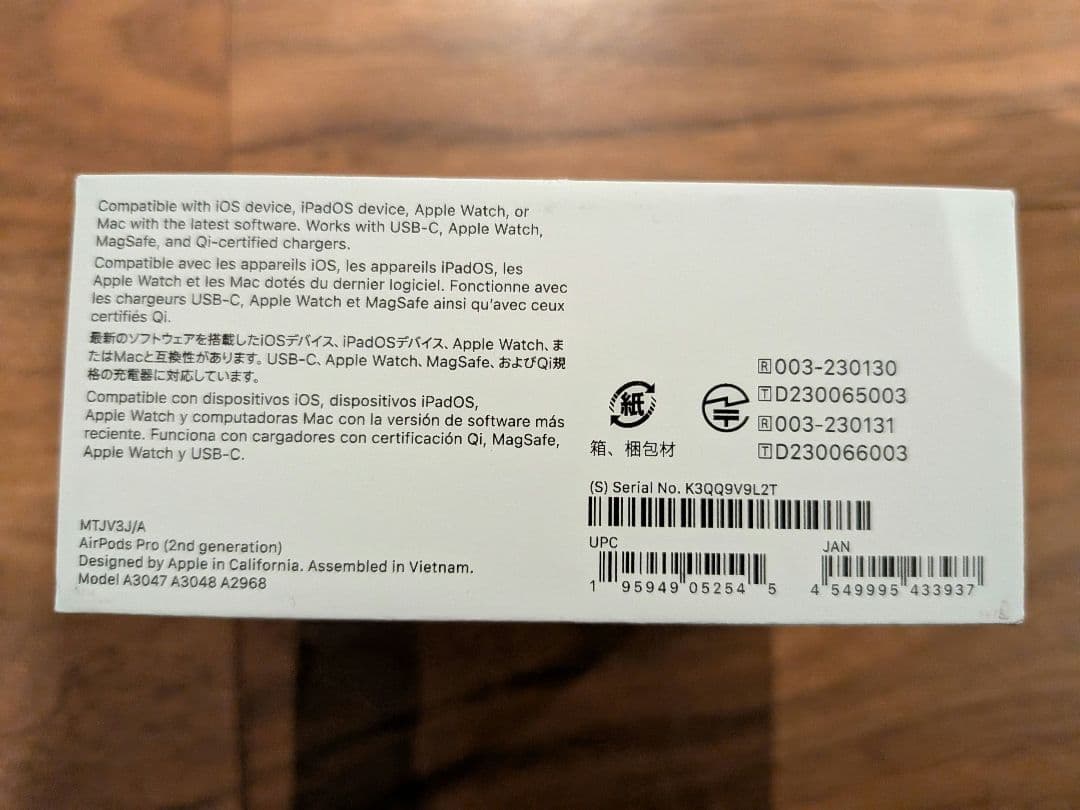 Compatible with iOS device, iPadOS device, Apple Watch, or
Mac with the latest software. Works with USB-C, Apple Watch,
MagSafe, and Qi-certified chargers.
Compatible avec les appareils iOS, les appareils iPadOS, les
Apple Watch et les Mac dotés du dernier logiciel. Fonctionne avec
les chargeurs USB-C, Apple Watch et MagSafe ainsi qu'avec ceux
certifiés Qi.
最新のソフトウェアを搭載したiOSデバイス、iPadOSデバイス、Apple Watch、ま
たはMacと互換性があります。USB-C、Apple Watch、MagSafe、およびQi規
格の充電器に対応しています。
Compatible con dispositivos iOS, dispositivos iPadOS,
Apple Watch y computadoras Mac con la versión de software más
reciente. Funciona con cargadores con certificación Qi, MagSafe,
Apple Watch y USB-C.
MTJV3J/A
AirPods Pro (2nd generation)
Designed by Apple in California. Assembled in Vietnam.
Model A3047 A3048 A2968
紙
箱、梱包材
R 003-230130
T D230065003
R 003-230131
T D230066003
(S) Serial No. K3QQ9V9L2T
UPC
1 95949 05254 5
JAN
4 549995 433937